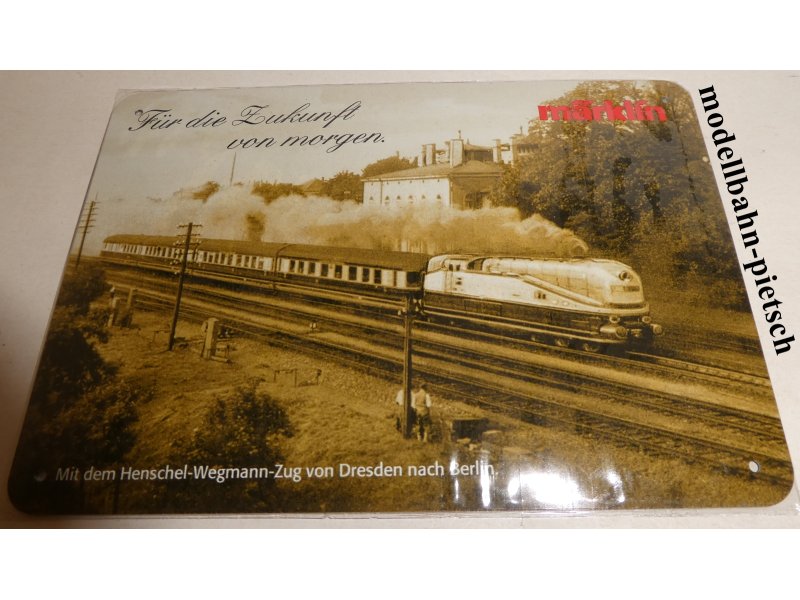 Für die Zukunft
von morgen.
märklin
modellbahn-pietsch
Mit dem Henschel-Wegmann-Zug von Dresden nach Berlin.